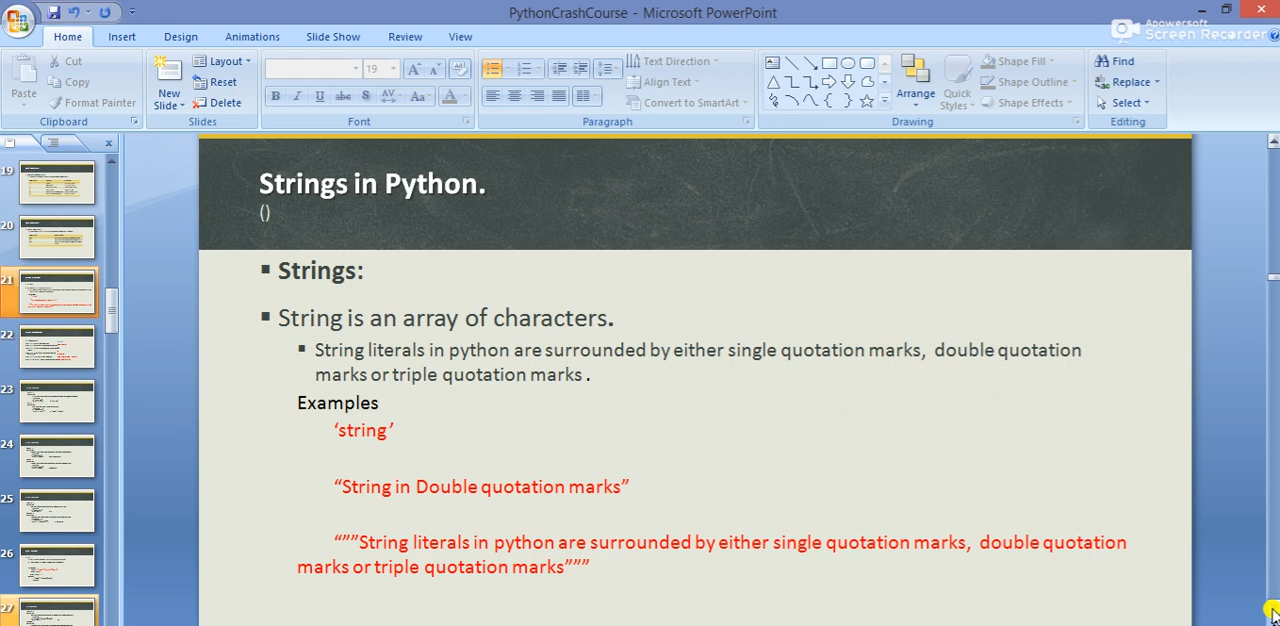 PythonCrashCourse - Microsoft PowerPoint
Apowersoft
Screen Recorder
Home Insert Design Animations Slide Show Review View
Paste
Cut
Copy
Format Painter
Clipboard
New
Slide
Layout
Reset
Delete
Slides
19
Font
Text Direction
Align Text
Convert to SmartArt
Paragraph
Arrange
Quick
Styles
Shape Fill
Shape Outline
Shape Effects
Drawing
Find
Replace
Select
Editing
19
20
21
22
23
24
25
26
27
Strings in Python.
()
▪ Strings:
▪ String is an array of characters.
▪ String literals in python are surrounded by either single quotation marks, double quotation
marks or triple quotation marks .
Examples
‘string’
“String in Double quotation marks”
“””String literals in python are surrounded by either single quotation marks, double quotation
marks or triple quotation marks”””